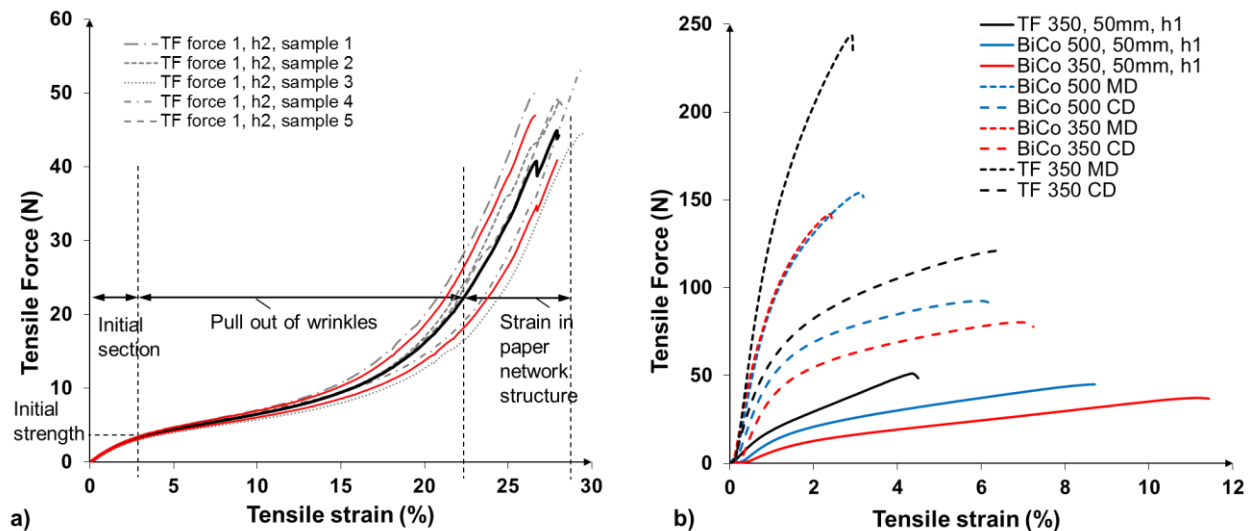 60
50
40
30
20
10
0
Tensile Force (N)
TF force 1, h2, sample 1
TF force 1, h2, sample 2
TF force 1, h2, sample 3
TF force 1, h2, sample 4
TF force 1, h2, sample 5
Initial
section
Pull out of wrinkles
Strain in
paper
network
structure
Initial
strength
0 5 10 15 20 25 30
Tensile strain (%)
a)
250
200
150
100
50
0
Tensile Force (N)
TF 350, 50mm, h1
BiCo 500, 50mm, h1
BiCo 350, 50mm, h1
BiCo 500 MD
BiCo 500 CD
BiCo 350 MD
BiCo 350 CD
TF 350 MD
TF 350 CD
0 2 4 6 8 10 12
Tensile strain (%)
b)